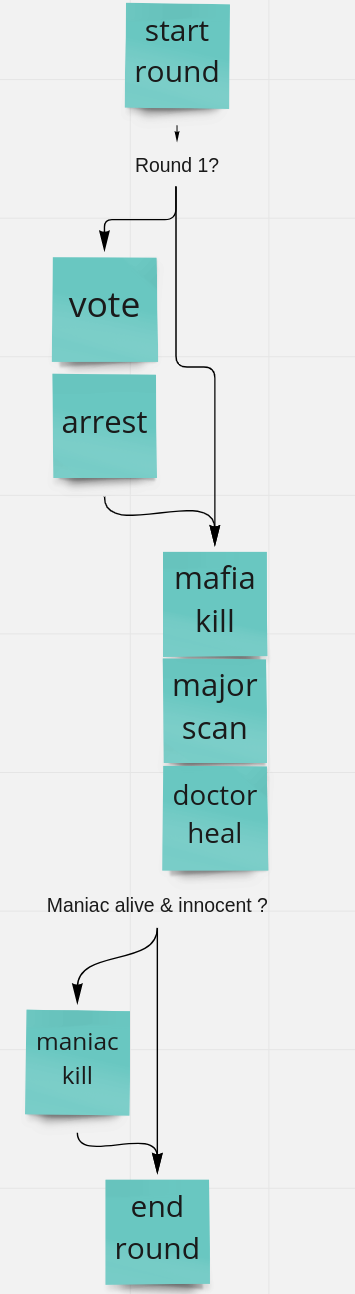 start
round
Round 1?
vote
arrest
mafia
kill
major
scan
doctor
heal
Maniac alive & innocent ?
maniac
kill
end
round